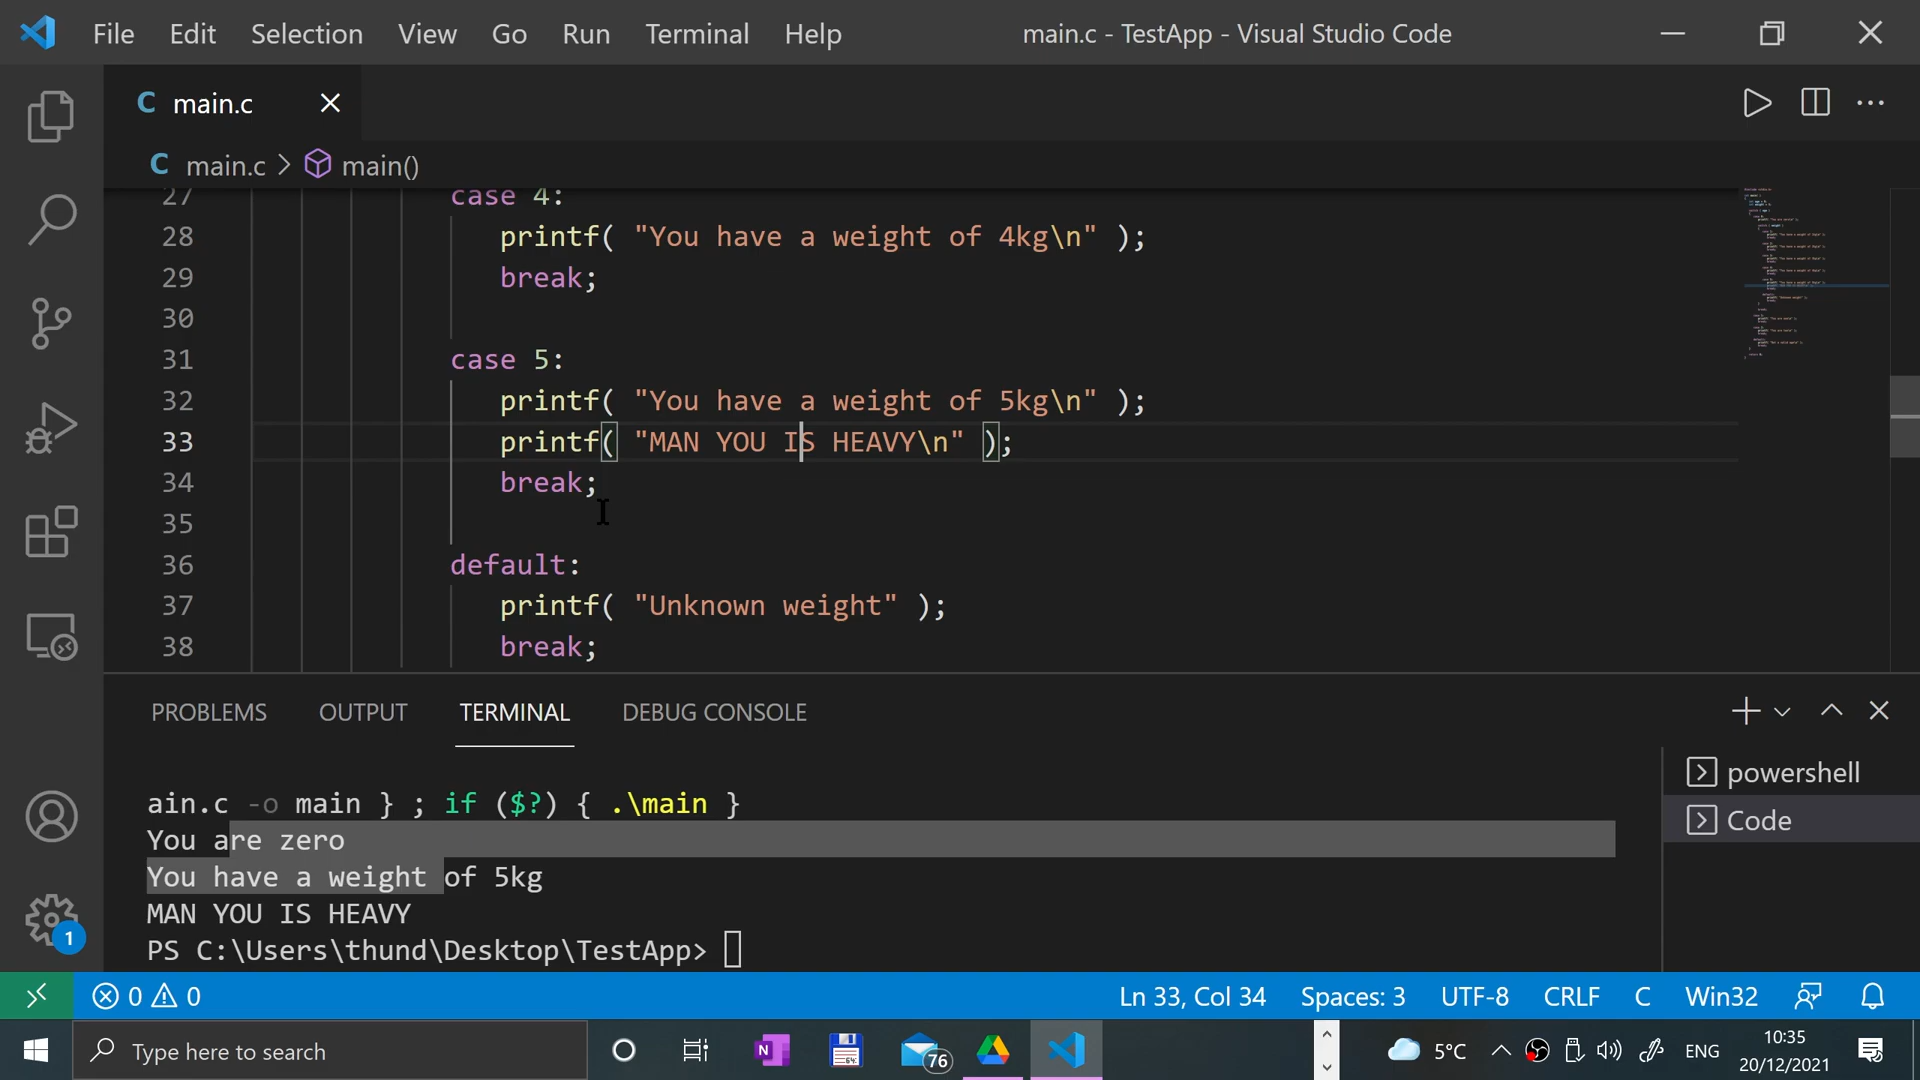 File Edit Selection View Go Run Terminal Help main.c - TestApp - Visual Studio Code
C main.c
C main.c > main()
27 case 4:
28 printf( "You have a weight of 4kg\n" );
29 break;
30
31 case 5:
32 printf( "You have a weight of 5kg\n" );
33 printf( "MAN YOU IS HEAVY\n" );
34 break;
35
36 default:
37 printf( "Unknown weight" );
38 break;
PROBLEMS OUTPUT TERMINAL DEBUG CONSOLE
powershell
Code
ain.c -o main } ; if ($?) { .\main }
You are zero
You have a weight of 5kg
MAN YOU IS HEAVY
PS C:\Users\thund\Desktop\TestApp>
1
0 0 Ln 33, Col 34 Spaces: 3 UTF-8 CRLF C Win32
Type here to search N 64 76 5°C ENG 10:35
20/12/2021